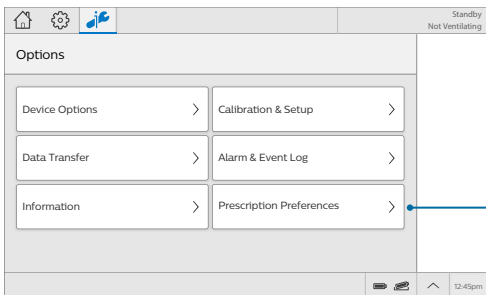 Standby
Not Ventilating
Options
Device Options
Calibration & Setup
Data Transfer
Alarm & Event Log
Information
Prescription Preferences
12:45pm